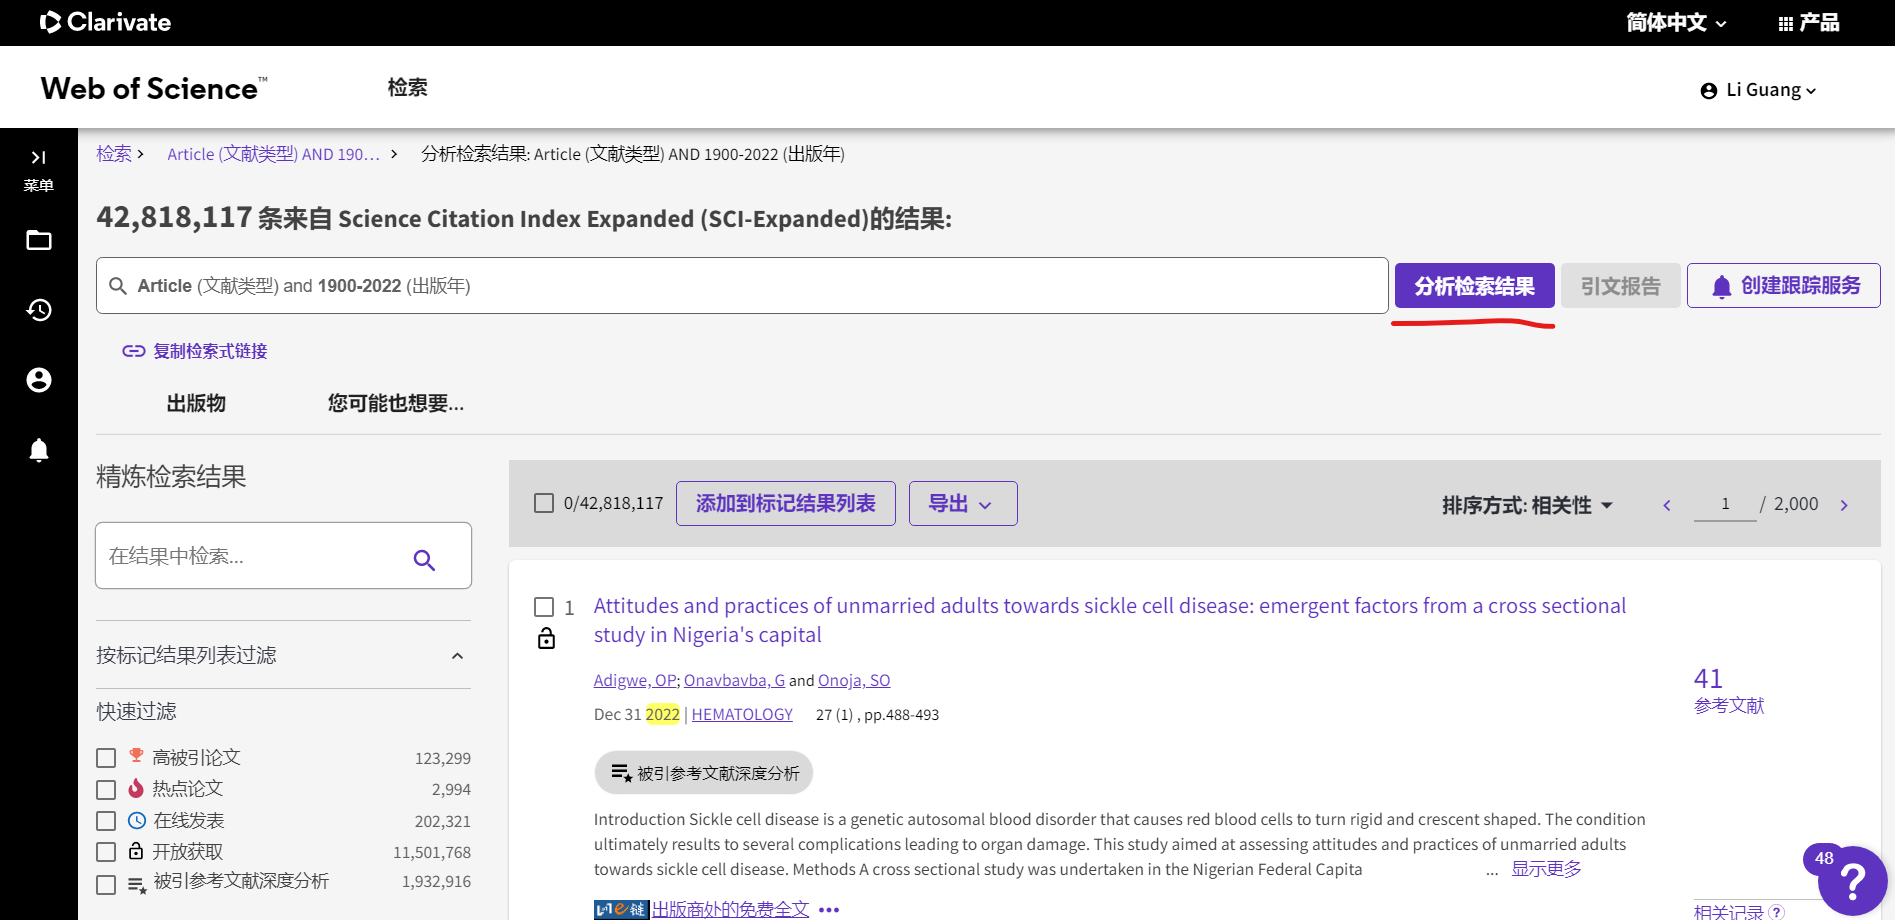 Clarivate
简体中文
产品
Web of Science™
检索
Li Guang
菜单
检索 > Article (文献类型) AND 190... > 分析检索结果: Article (文献类型) AND 1900-2022 (出版年)
42,818,117 条来自 Science Citation Index Expanded (SCI-Expanded)的结果:
Article (文献类型) and 1900-2022 (出版年)
分析检索结果
引文报告
创建跟踪服务
复制检索式链接
出版物
您可能也想要...
精炼检索结果
在结果中检索...
按标记结果列表过滤
快速过滤
高被引论文 123,299
热点论文 2,994
在线发表 202,321
开放获取 11,501,768
被引参考文献深度分析 1,932,916
0/42,818,117
添加到标记结果列表
导出
排序方式: 相关性
1 / 2,000
1
Attitudes and practices of unmarried adults towards sickle cell disease: emergent factors from a cross sectional
study in Nigeria's capital
Adigwe, OP; Onavbavba, G and Onoja, SO
Dec 31 2022 | HEMATOLOGY 27 (1) , pp.488-493
被引参考文献深度分析
Introduction Sickle cell disease is a genetic autosomal blood disorder that causes red blood cells to turn rigid and crescent shaped. The condition
ultimately results to several complications leading to organ damage. This study aimed at assessing attitudes and practices of unmarried adults
towards sickle cell disease. Methods A cross sectional study was undertaken in the Nigerian Federal Capita ... 显示更多
出版商处的免费全文 •••
41
参考文献
相关记录 ?
48
?